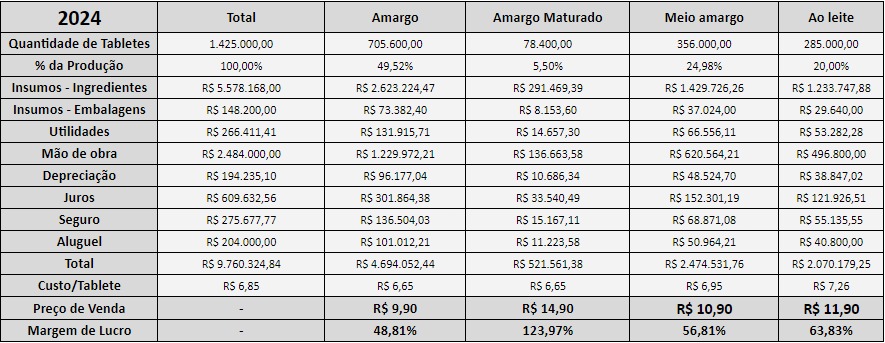 2024 Total Amargo Amargo Maturado Meio amargo Ao leite
Quantidade de Tabletes 1.425.000,00 705.600,00 78.400,00 356.000,00 285.000,00
% da Produção 100,00% 49,52% 5,50% 24,98% 20,00%
Insumos - Ingredientes R$ 5.578.168,00 R$ 2.623.224,47 R$ 291.469,39 R$ 1.429.726,26 R$ 1.233.747,88
Insumos - Embalagens R$ 148.200,00 R$ 73.382,40 R$ 8.153,60 R$ 37.024,00 R$ 29.640,00
Utilidades R$ 266.411,41 R$ 131.915,71 R$ 14.657,30 R$ 66.556,11 R$ 53.282,28
Mão de obra R$ 2.484.000,00 R$ 1.229.972,21 R$ 136.663,58 R$ 620.564,21 R$ 496.800,00
Depreciação R$ 194.235,10 R$ 96.177,04 R$ 10.686,34 R$ 48.524,70 R$ 38.847,02
Juros R$ 609.632,56 R$ 301.864,38 R$ 33.540,49 R$ 152.301,19 R$ 121.926,51
Seguro R$ 275.677,77 R$ 136.504,03 R$ 15.167,11 R$ 68.871,08 R$ 55.135,55
Aluguel R$ 204.000,00 R$ 101.012,21 R$ 11.223,58 R$ 50.964,21 R$ 40.800,00
Total R$ 9.760.324,84 R$ 4.694.052,44 R$ 521.561,38 R$ 2.474.531,76 R$ 2.070.179,25
Custo/Tablete R$ 6,85 R$ 6,65 R$ 6,65 R$ 6,95 R$ 7,26
Preço de Venda - R$ 9,90 R$ 14,90 R$ 10,90 R$ 11,90
Margem de Lucro - 48,81% 123,97% 56,81% 63,83%